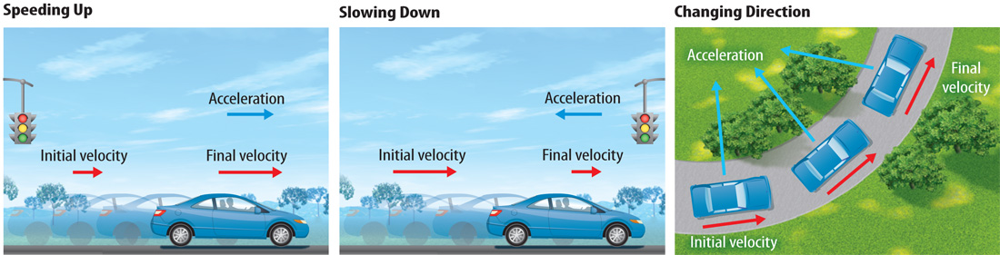 Speeding Up
Acceleration
Initial velocity
Final velocity
Slowing Down
Acceleration
Initial velocity
Final velocity
Changing Direction
Acceleration
Final
velocity
Initial velocity